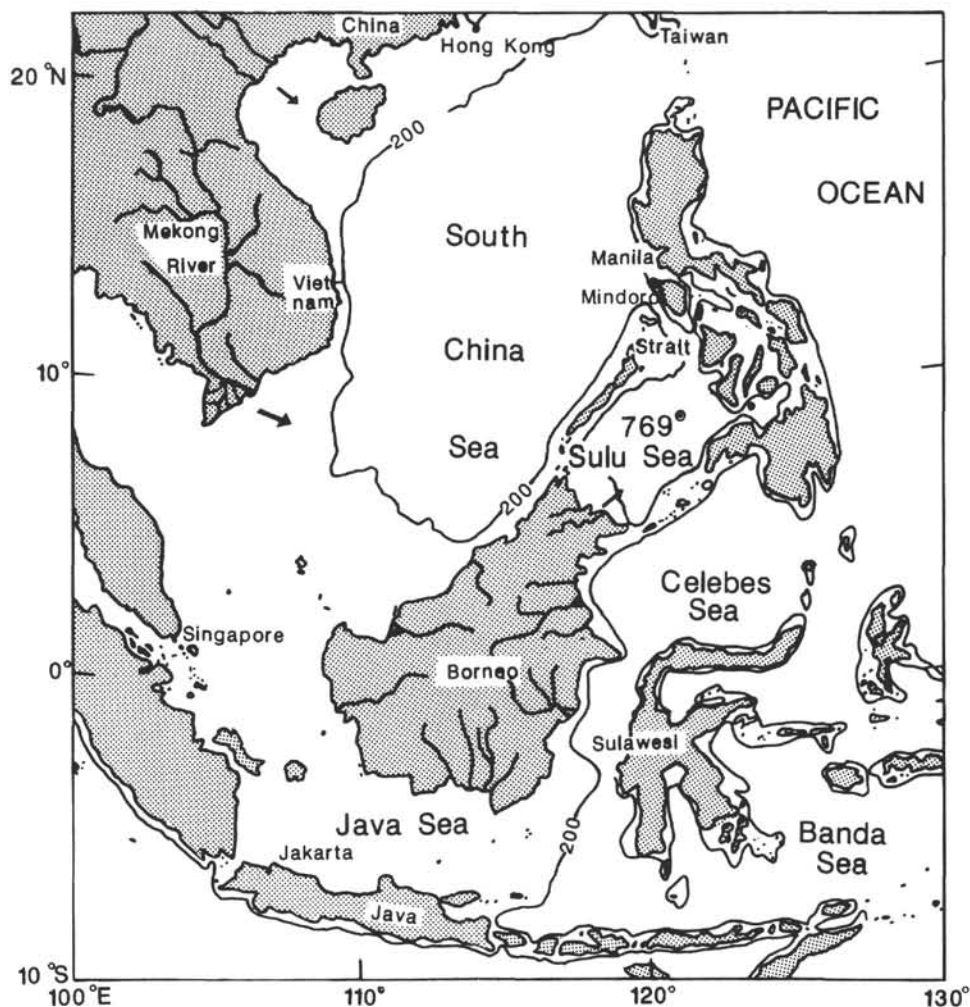 China
Hong Kong
Taiwan
20 °N
200
PACIFIC
OCEAN
South
Mekong
River
Viet
nam
Manila
Mindoro
China
Strait
10°
769
Sea
Sulu Sea
200
Celebes
Sea
Singapore
0°
Borneo
Sulawesi
Java Sea
200
Banda
Sea
Jakarta
Java
10°S
100°E
110°
120°
130°